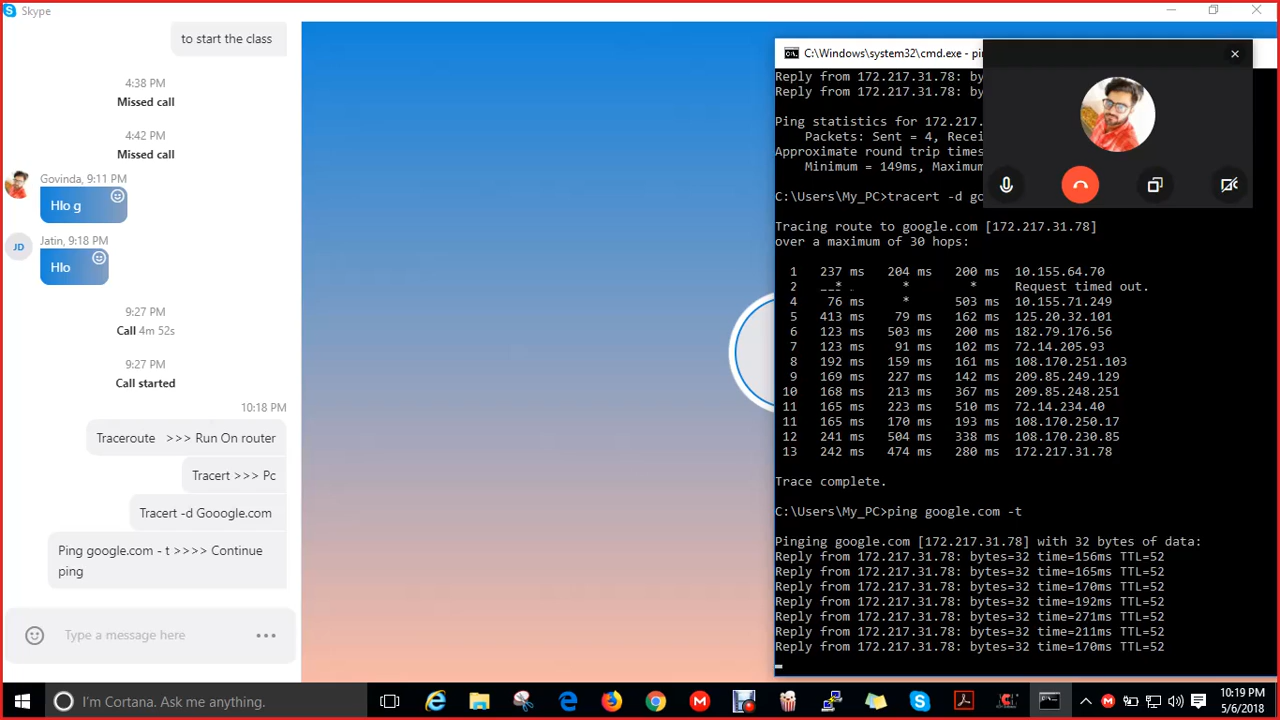 Skype
to start the class
4:38 PM
Missed call
4:42 PM
Missed call
Govinda, 9:11 PM
Hlo g
JD
Jatin, 9:18 PM
Hlo
9:27 PM
Call 4m 52s
9:27 PM
Call started
10:18 PM
Traceroute >>> Run On router
Tracert >>> Pc
Tracert -d Gooogle.com
Ping google.com - t >>>> Continue
ping
Type a message here
C:\Windows\system32\cmd.exe - pi
Reply from 172.217.31.78: by
Reply from 172.217.31.78: by
Ping statistics for 172.217.
Packets: Sent = 4, Recei
Approximate round trip times
Minimum = 149ms, Maximum
C:\Users\My_PC>tracert -d go
Tracing route to google.com [172.217.31.78]
over a maximum of 30 hops:
1 237 ms 204 ms 200 ms 10.155.64.70
2 * * * Request timed out.
4 76 ms * 503 ms 10.155.71.249
5 413 ms 79 ms 162 ms 125.20.32.101
6 123 ms 503 ms 200 ms 182.79.176.56
7 123 ms 91 ms 102 ms 72.14.205.93
8 192 ms 159 ms 161 ms 108.170.251.103
9 169 ms 227 ms 142 ms 209.85.249.129
10 168 ms 213 ms 367 ms 209.85.248.251
11 165 ms 223 ms 510 ms 72.14.234.40
11 165 ms 170 ms 193 ms 108.170.250.17
12 241 ms 504 ms 338 ms 108.170.230.85
13 242 ms 474 ms 280 ms 172.217.31.78
Trace complete.
C:\Users\My_PC>ping google.com -t
Pinging google.com [172.217.31.78] with 32 bytes of data:
Reply from 172.217.31.78: bytes=32 time=156ms TTL=52
Reply from 172.217.31.78: bytes=32 time=165ms TTL=52
Reply from 172.217.31.78: bytes=32 time=170ms TTL=52
Reply from 172.217.31.78: bytes=32 time=192ms TTL=52
Reply from 172.217.31.78: bytes=32 time=271ms TTL=52
Reply from 172.217.31.78: bytes=32 time=211ms TTL=52
Reply from 172.217.31.78: bytes=32 time=170ms TTL=52
I'm Cortana. Ask me anything.
10:19 PM
5/6/2018